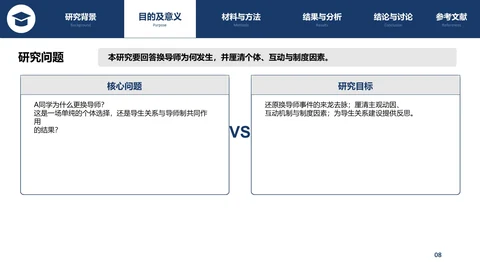 研究背景
目的及意义
材料与方法
结果与分析
结论与讨论
参考文献
Background
Purpose
Methods
Results
Conclusion
References
研究问题
本研究要回答换导师为何发生，并厘清个体、互动与制度因素。
核心问题
A同学为什么更换导师？
这是一场单纯的个体选择，还是导生关系与导师制共同作
用
的结果？
VS
研究目标
还原换导师事件的来龙去脉；厘清主观动因、
互动机制与制度因素；为导生关系建设提供反思。
08